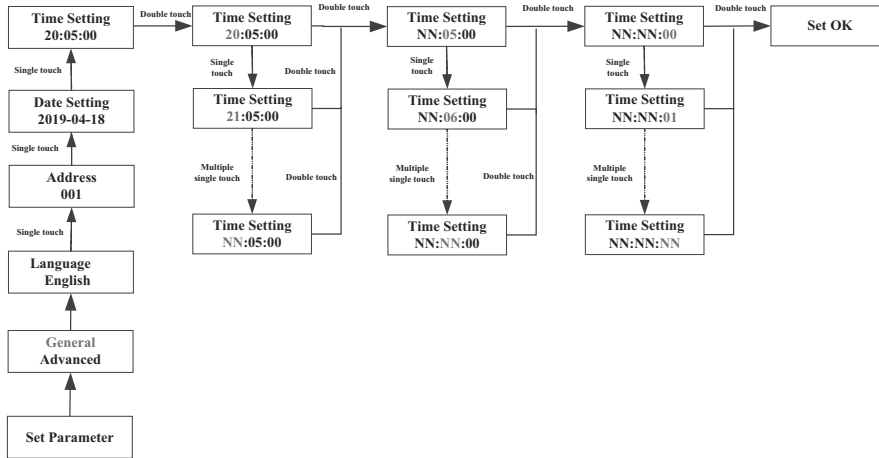 Time Setting
20:05:00
Double touch
Time Setting
20:05:00
Double touch
Time Setting
NN:05:00
Double touch
Time Setting
NN:NN:00
Double touch
Set OK
Single touch
Single
touch
Double touch
Single
touch
Single
touch
Date Setting
2019-04-18
Time Setting
21:05:00
Time Setting
NN:06:00
Time Setting
NN:NN:01
Single touch
Multiple
single touch
Double touch
Multiple
single touch
Double touch
Multiple
single touch
Address
001
Time Setting
NN:05:00
Time Setting
NN:NN:00
Time Setting
NN:NN:NN
Single touch
Language
English
General
Advanced
Set Parameter